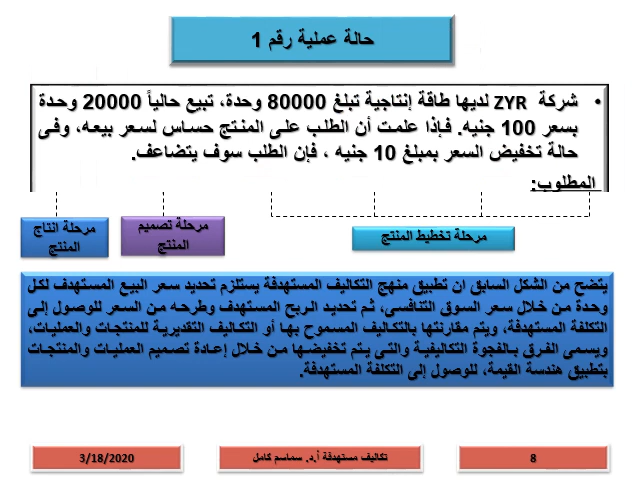 حالة عملية رقم 1
• شركة ZYR لديها طاقة إنتاجية تبلغ 80000 وحدة، تبيع حالياً 20000 وحدة
بسعر 100 جنيه. فإذا علمت أن الطلب على المنتج حساس لسعر بيعه، وفى
حالة تخفيض السعر بمبلغ 10 جنيه ، فإن الطلب سوف يتضاعف.
المطلوب:
مرحلة تخطيط المنتج
مرحلة تصميم
المنتج
مرحلة انتاج
المنتج
يتضح من الشكل السابق ان تطبيق منهج التكاليف المستهدفة يستلزم تحديد سعر البيع المستهدف لكل
وحدة من خلال سعر السوق التنافسى، ثم تحديد الربح المستهدف وطرحه من السعر للوصول إلى
التكلفة المستهدفة، ويتم مقارنتها بالتكاليف المسموح بها أو التكاليف التقديرية للمنتجات والعمليات،
ويسمى الفرق بالفجوة التكاليفية والتى يتم تخفيضها من خلال إعادة تصميم العمليات والمنتجات
بتطبيق هندسة القيمة، للوصول إلى التكلفة المستهدفة.
8
تكاليف مستهدفة أ.د. سماسم كامل
3/18/2020